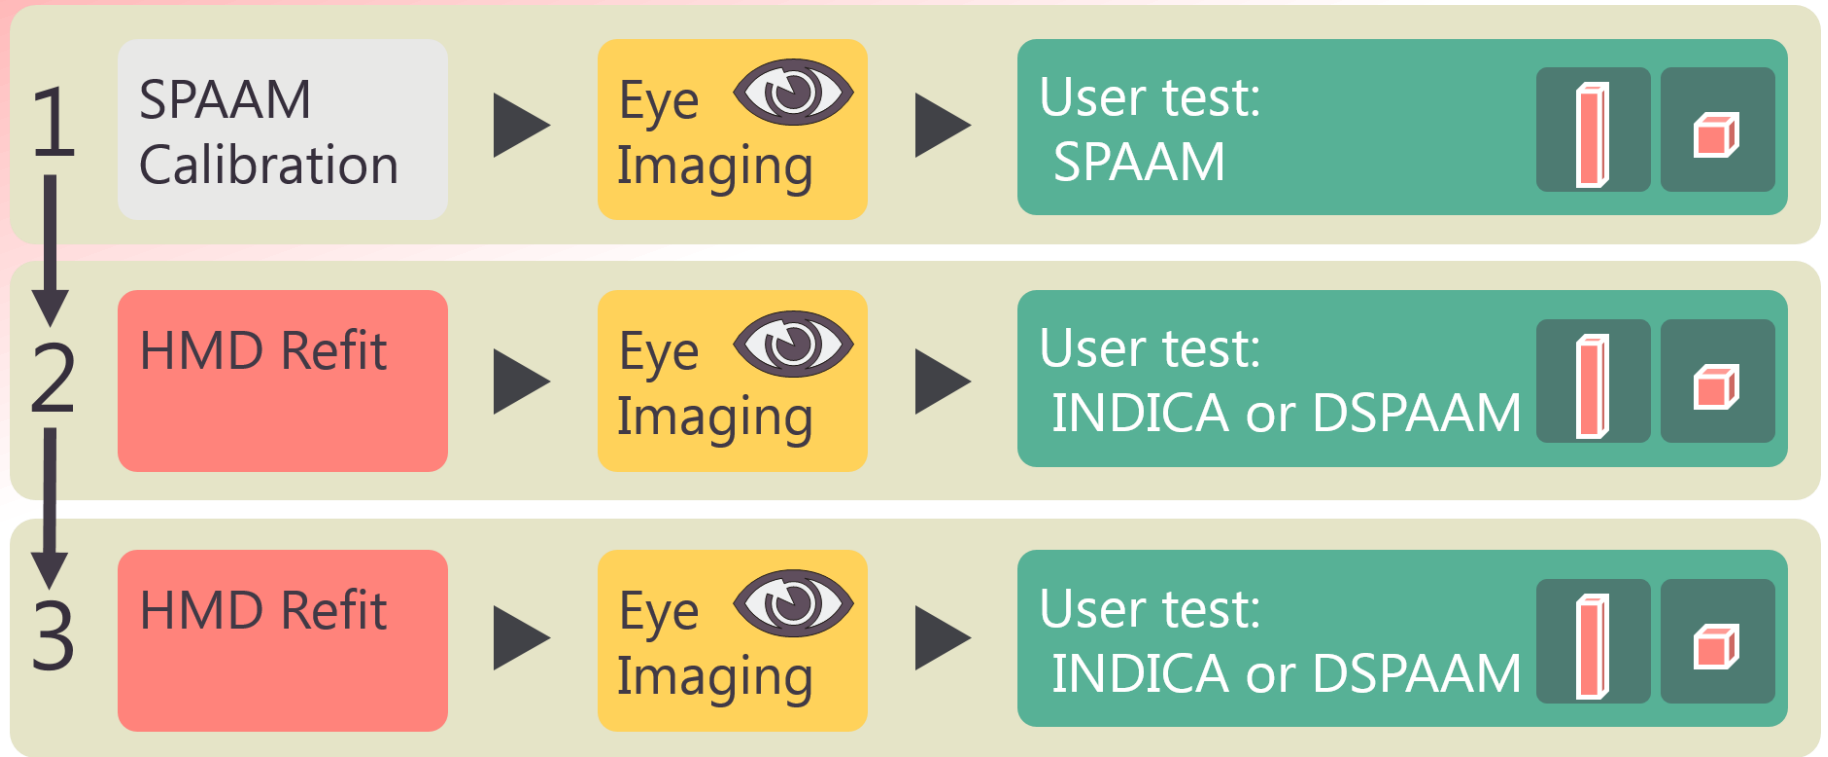 1
SPAAM
Calibration
Eye
Imaging
User test:
SPAAM
2
HMD Refit
Eye
Imaging
User test:
INDICA or DSPAAM
3
HMD Refit
Eye
Imaging
User test:
INDICA or DSPAAM